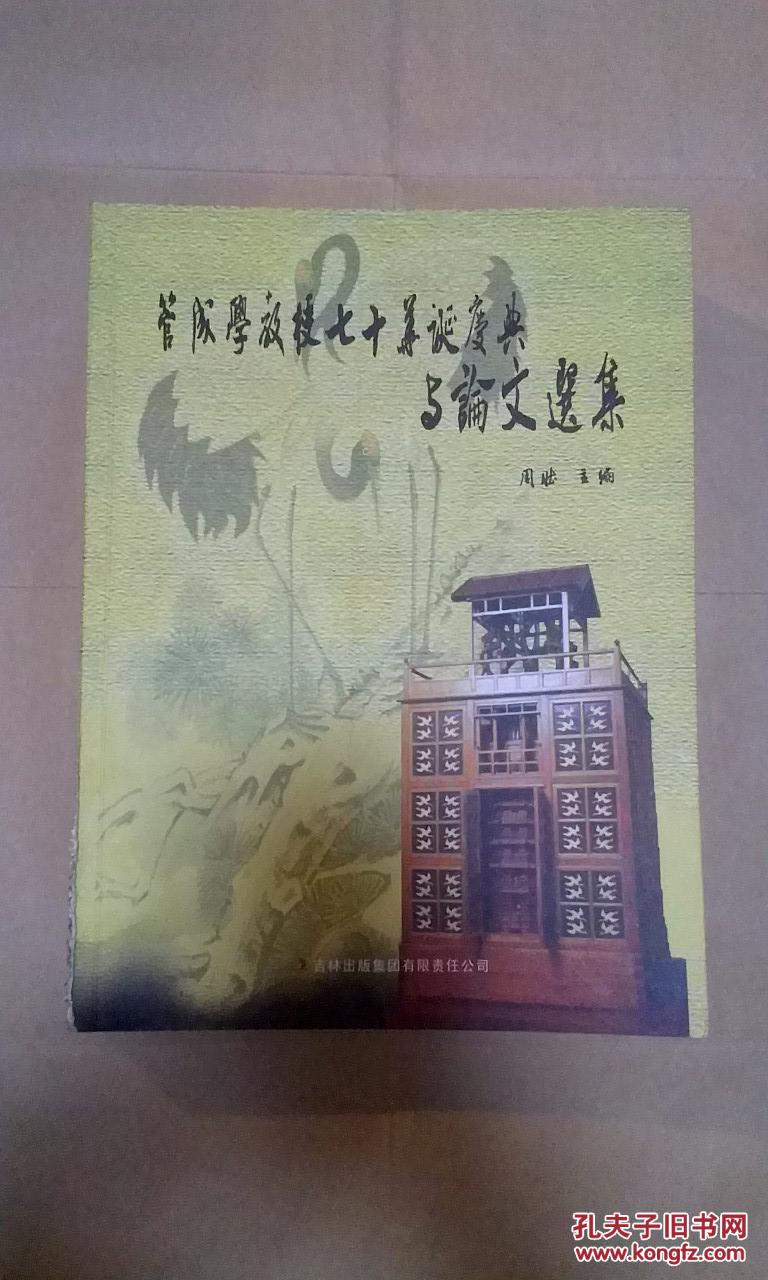 管成學教授七十華誕慶典
与論文選集
周 主编
吉林出版集团有限责任公司
孔夫子旧书网
www.kongfz.com